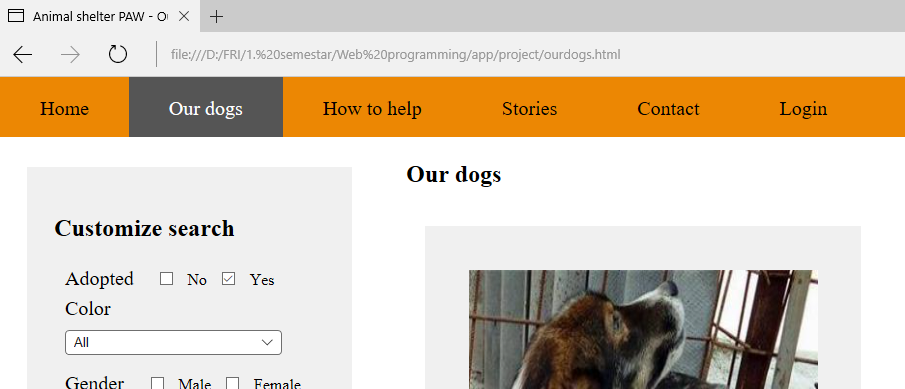 Animal shelter PAW - Ou
file:///D:/FRI/1.%20semestar/Web%20programming/app/project/ourdogs.html
Home Our dogs How to help Stories Contact Login
Our dogs
Customize search
Adopted No Yes
Color
All
Gender Male Female